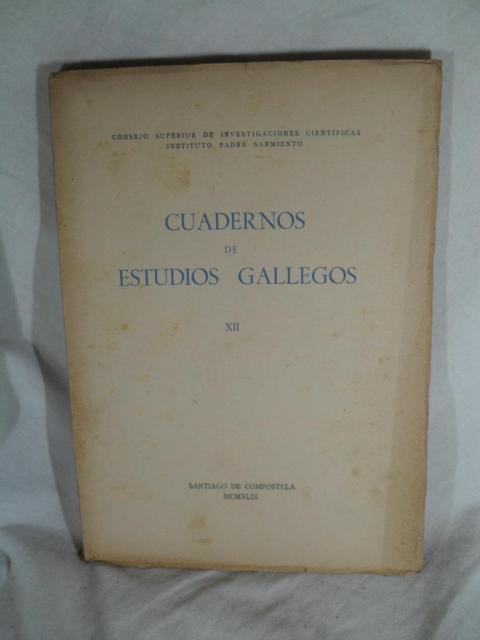 CONSEJO SUPERIOR DE INVESTIGACIONES CIENTIFICAS
INSTITUTO PADRE SARMIENTO
CUADERNOS
DE
ESTUDIOS GALLEGOS
XII
SANTIAGO DE COMPOSTELA
MCMXLIX